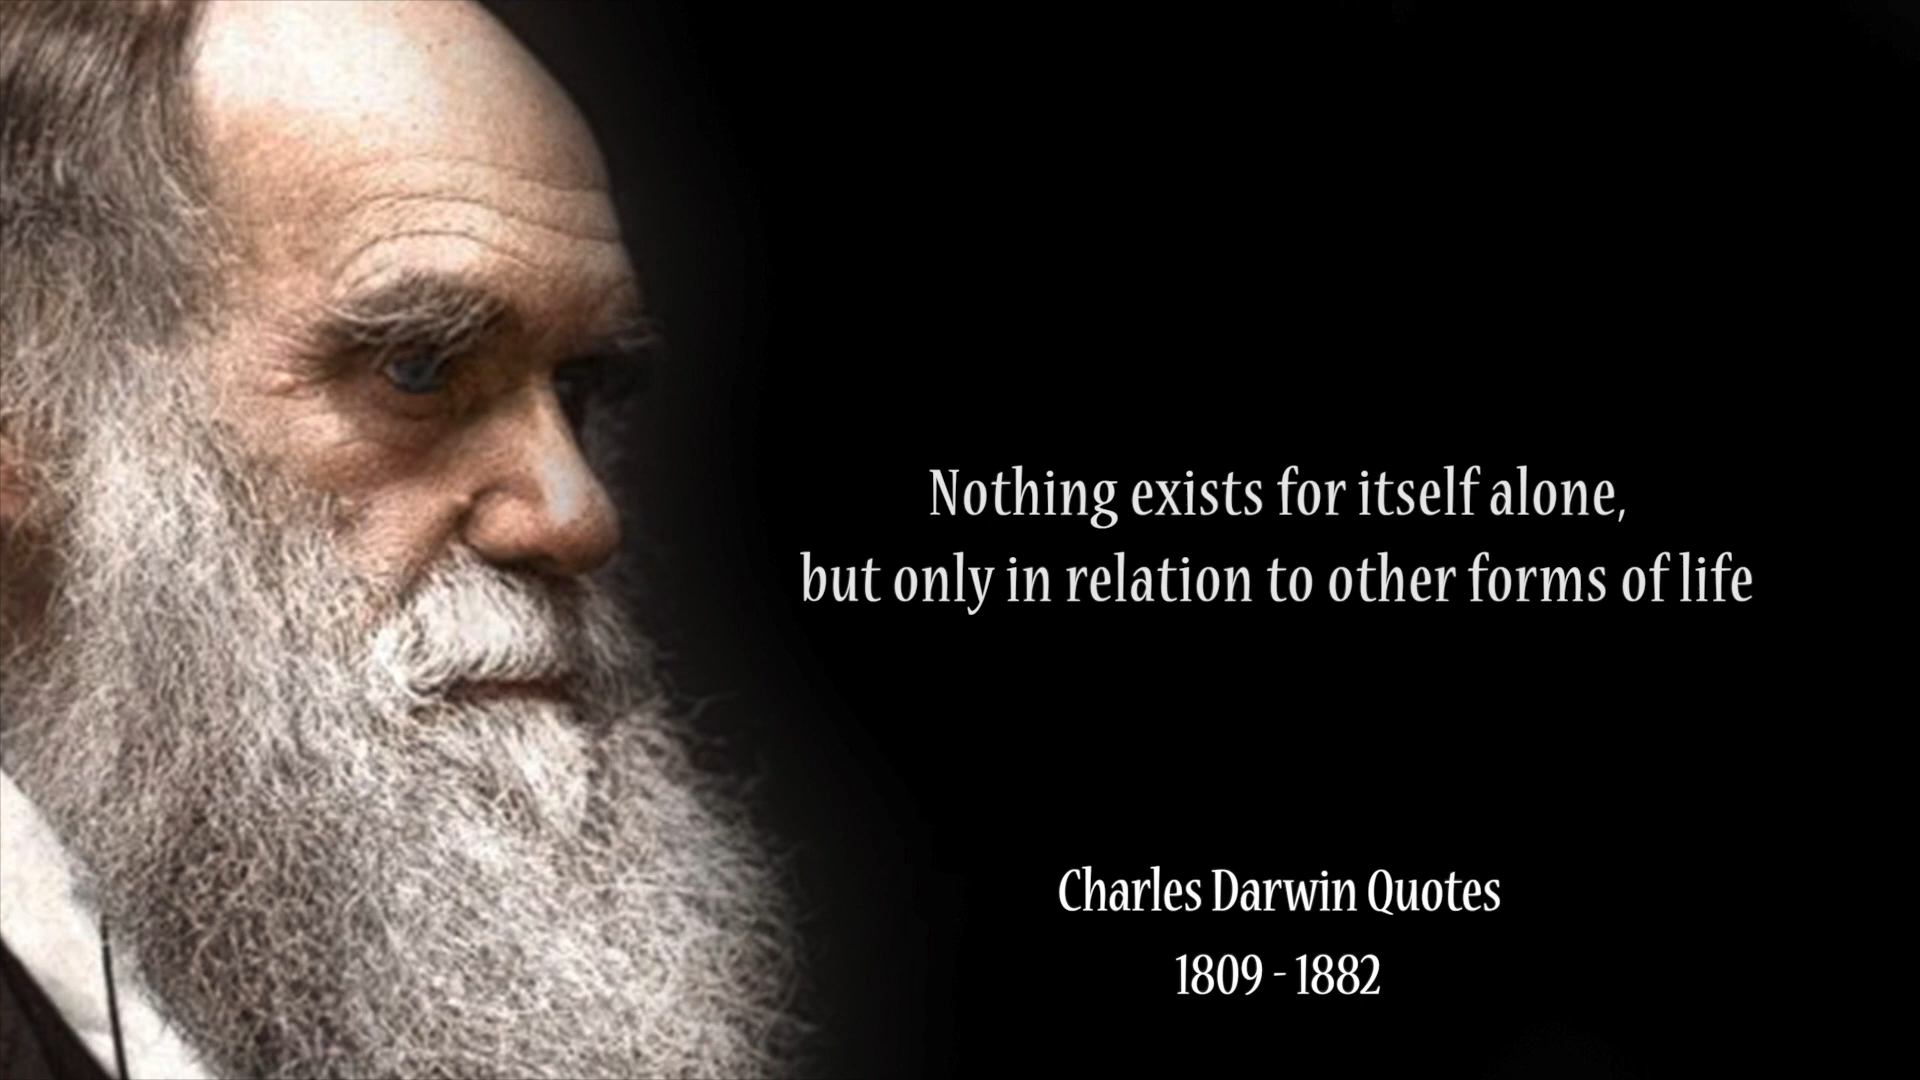 Nothing exists for itself alone,
but only in relation to other forms of life
Charles Darwin Quotes
1809 - 1882